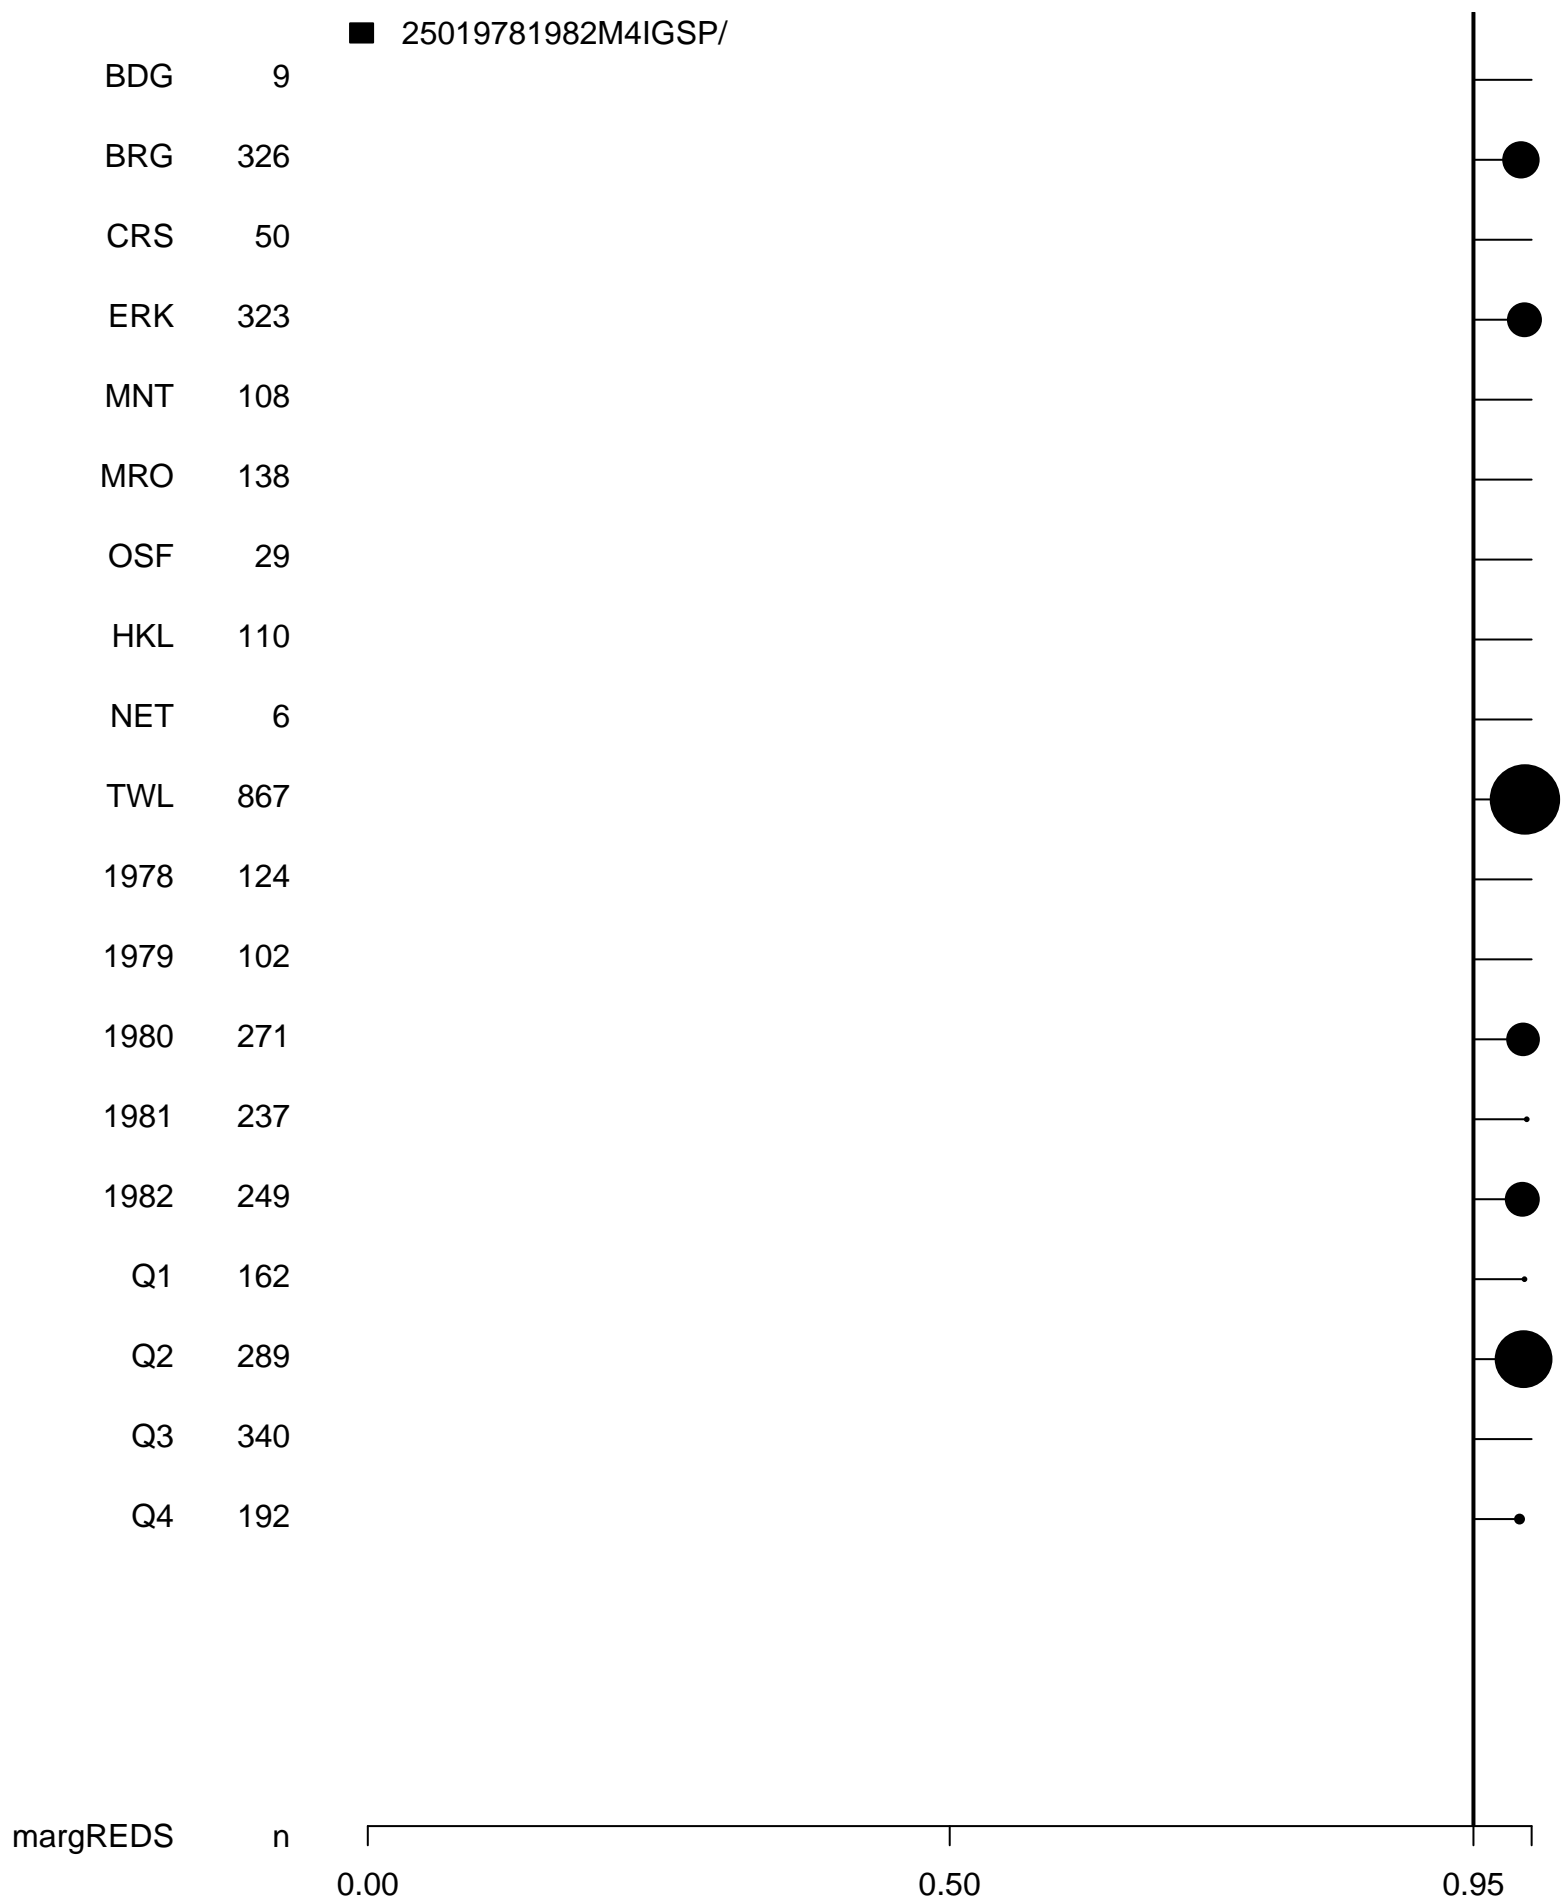 25019781982M4IGSP/
BDG 9
BRG 326
CRS 50
ERK 323
MNT 108
MRO 138
OSF 29
HKL 110
NET 6
TWL 867
1978 124
1979 102
1980 271
1981 237
1982 249
Q1 162
Q2 289
Q3 340
Q4 192
margREDS n
0.00 0.50 0.95